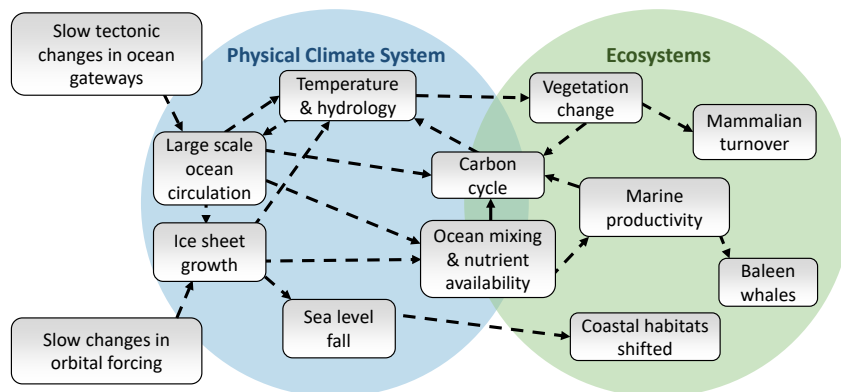 Slow tectonic
changes in ocean
gateways
Physical Climate System
Ecosystems
Temperature
& hydrology
Vegetation
change
Mammalian
turnover
Large scale
ocean
circulation
Carbon
cycle
Marine
productivity
Ice sheet
growth
Ocean mixing
& nutrient
availability
Baleen
whales
Sea level
fall
Coastal habitats
shifted
Slow changes in
orbital forcing